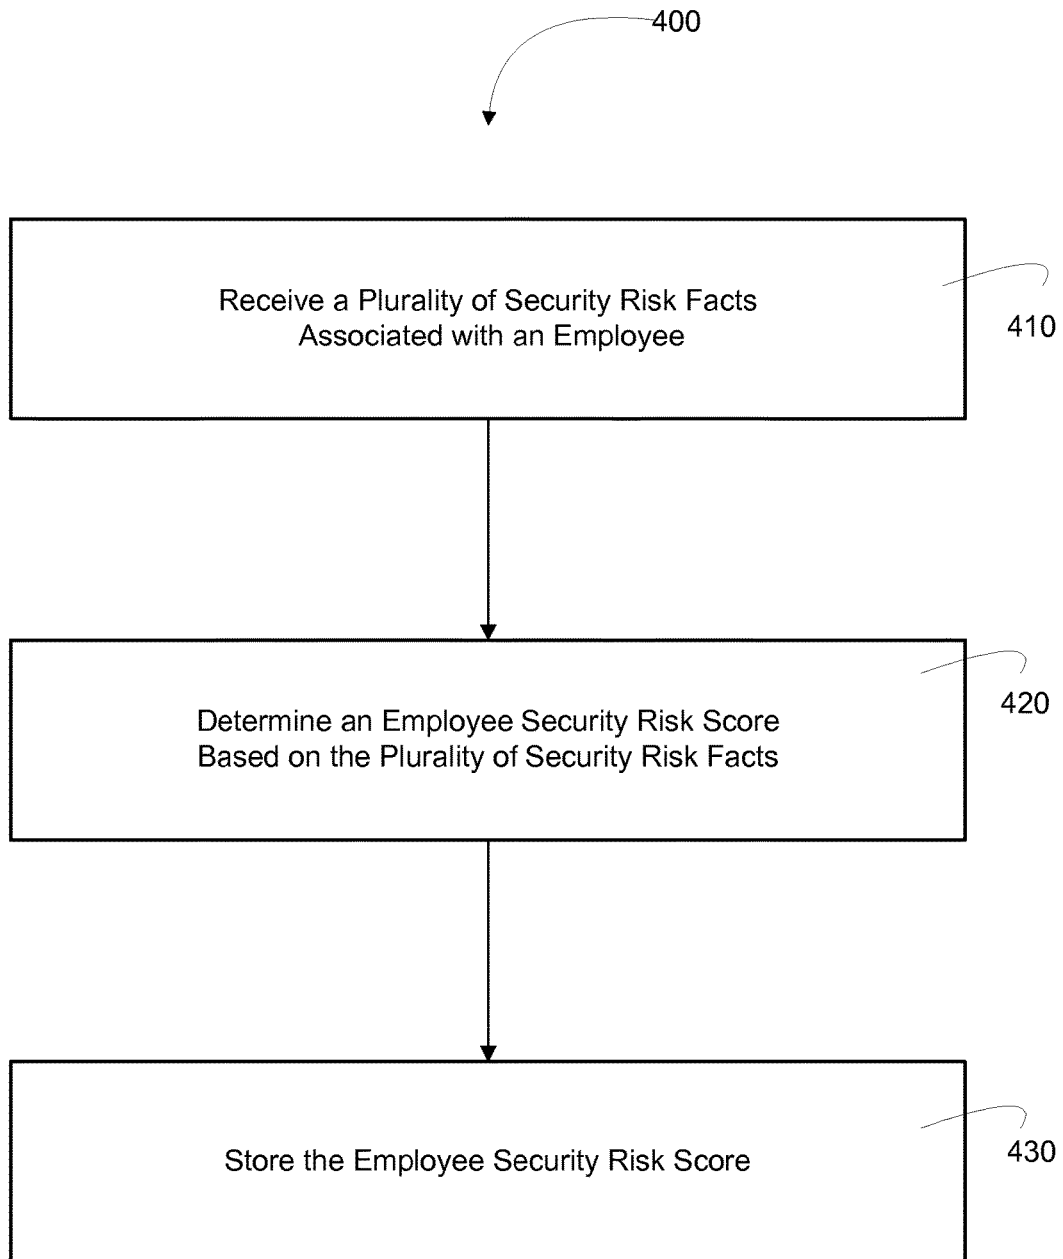 400
Receive a Plurality of Security Risk Facts
Associated with an Employee
410
Determine an Employee Security Risk Score
Based on the Plurality of Security Risk Facts
420
Store the Employee Security Risk Score
430